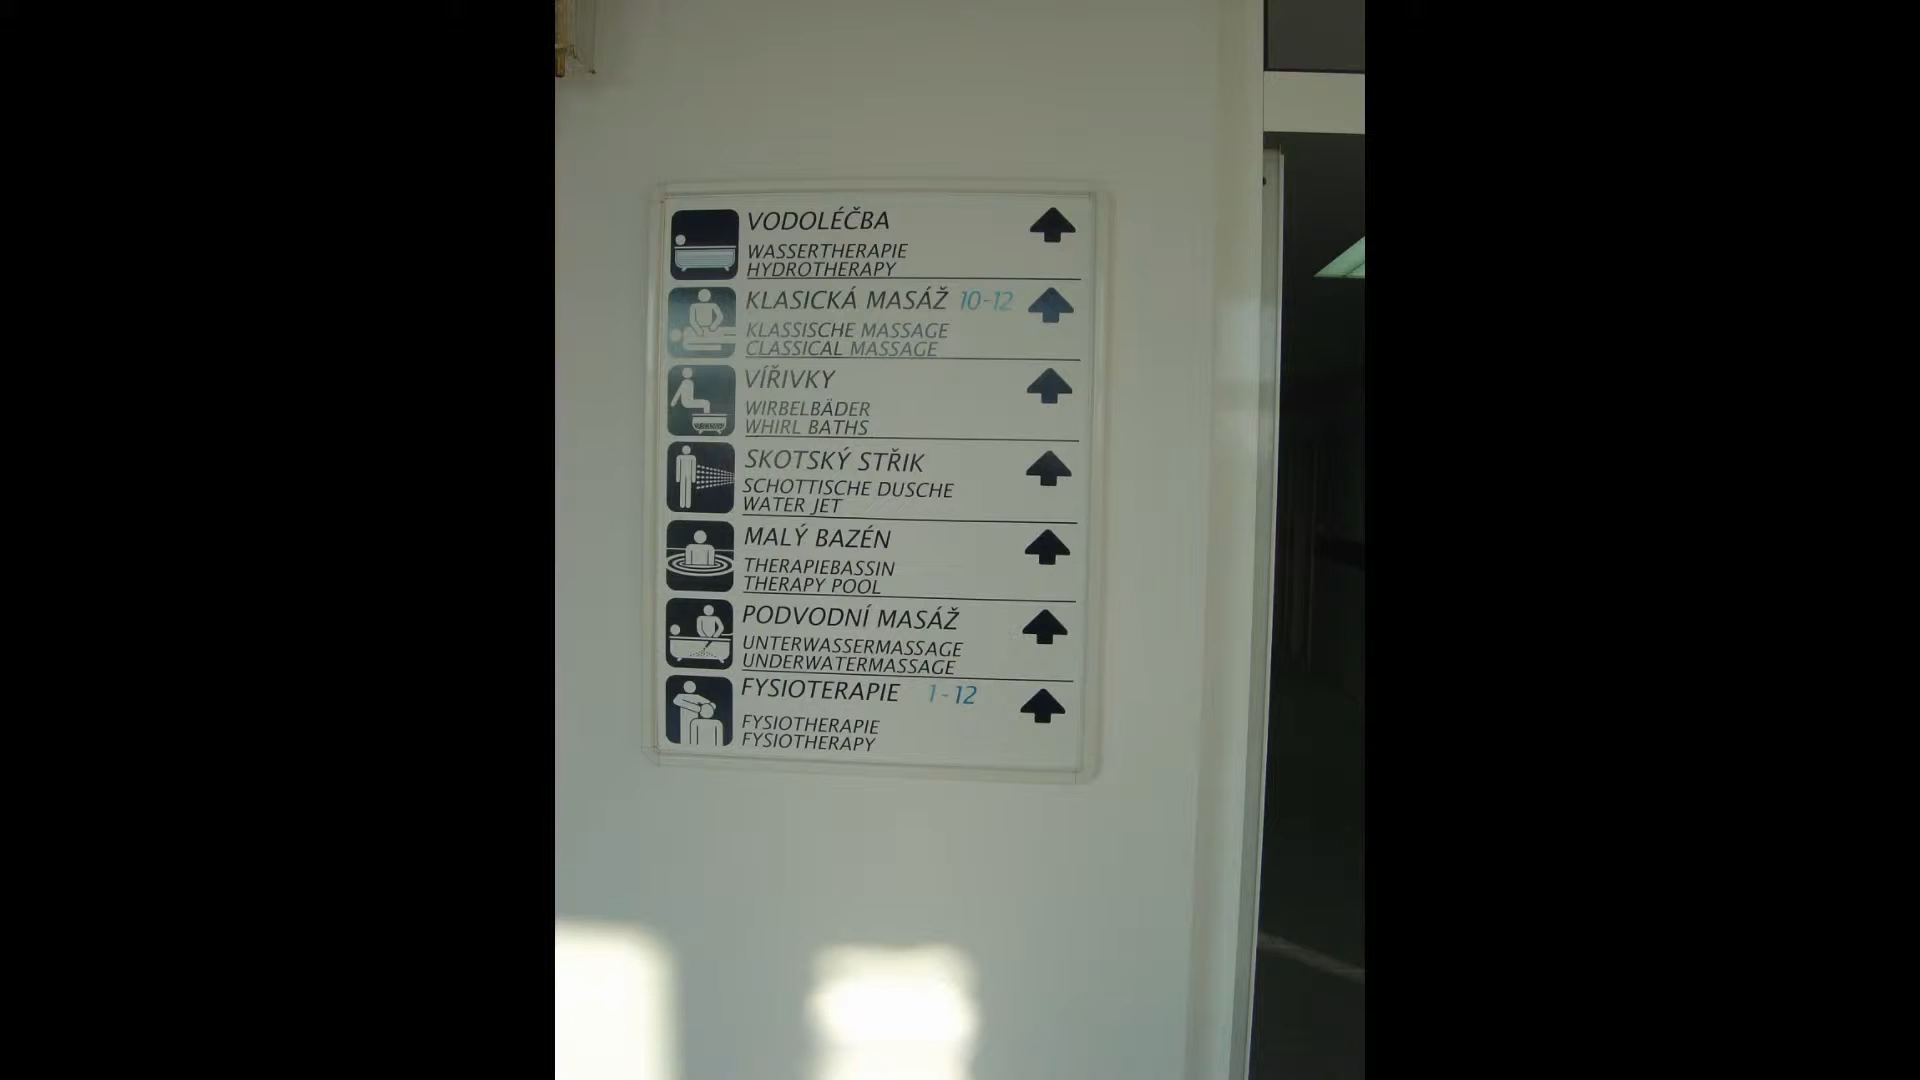 VODOLÉČBA
WASSERTHERAPIE
HYDROTHERAPY
KLASICKÁ MASÁŽ 10-12
KLASSISCHE MASSAGE
CLASSICAL MASSAGE
VÍŘIVKY
WIRBELBÄDER
WHIRL BATHS
SKOTSKÝ STŘIK
SCHOTTISCHE DUSCHE
WATER JET
MALÝ BAZÉN
THERAPIEBASSIN
THERAPY POOL
PODVODNÍ MASÁŽ
UNTERWASSERMASSAGE
UNDERWATERMASSAGE
FYSIOTERAPIE 1-12
FYSIOTHERAPIE
FYSIOTHERAPY